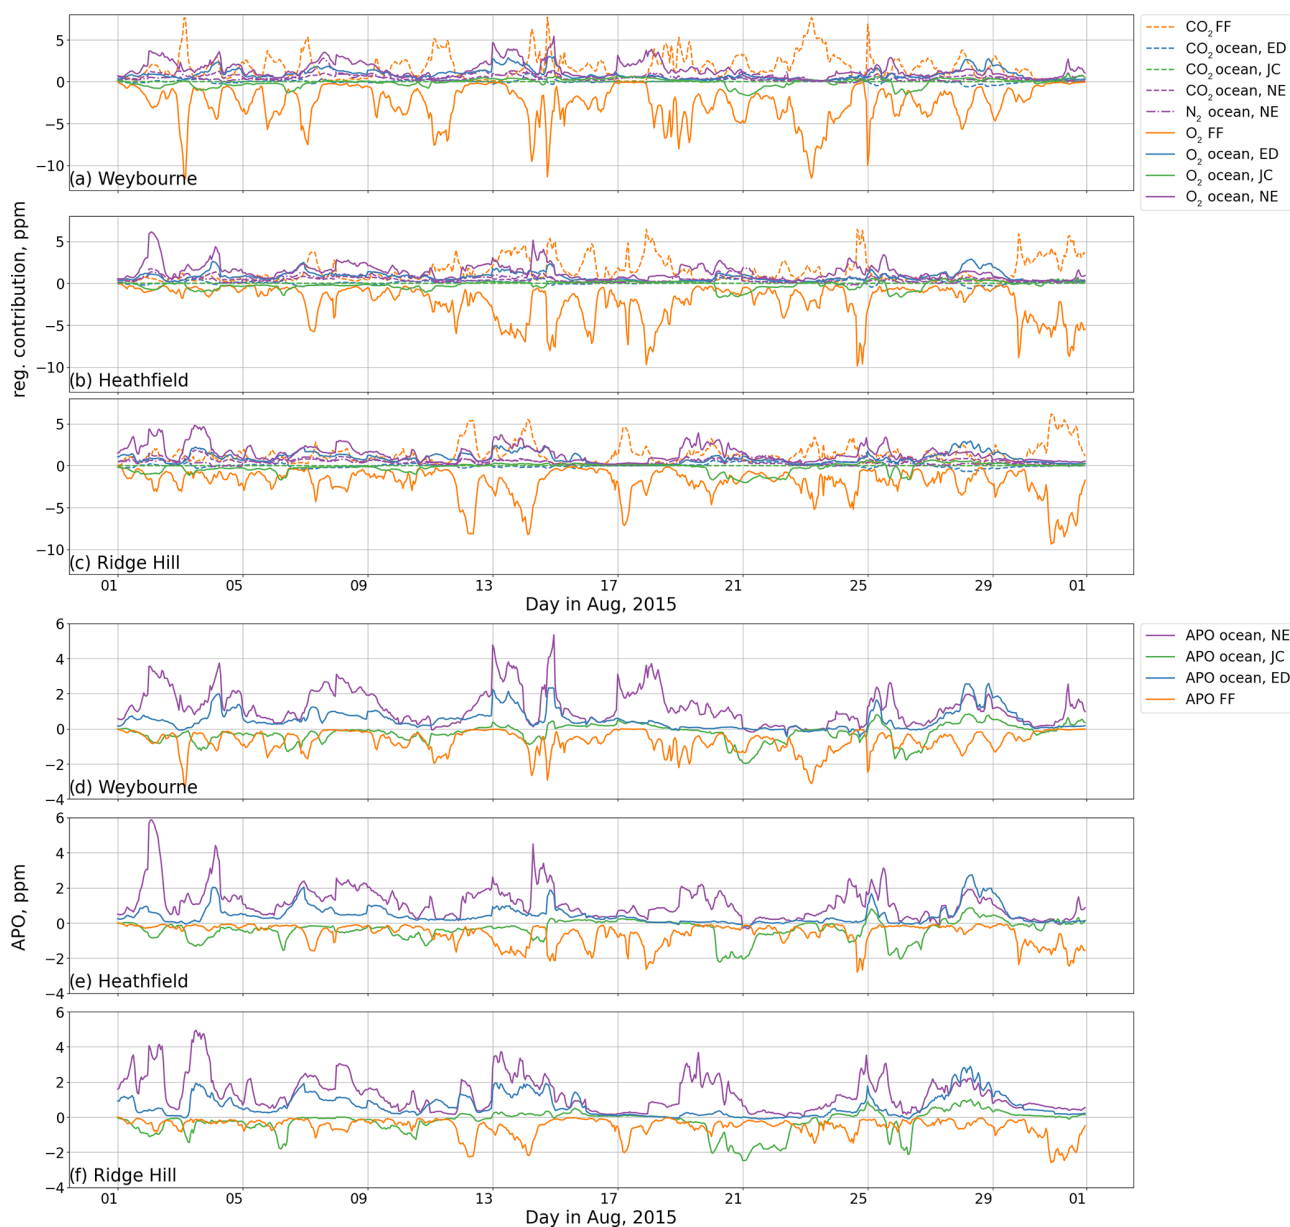 5
0
−5
−10
(a) Weybourne
CO₂ FF
CO₂ ocean, ED
CO₂ ocean, JC
CO₂ ocean, NE
N₂ ocean, NE
O₂ FF
O₂ ocean, ED
O₂ ocean, JC
O₂ ocean, NE
reg. contribution, ppm
5
0
−5
−10
(b) Heathfield
5
0
−5
−10
(c) Ridge Hill
01 05 09 13 17 21 25 29 01
Day in Aug, 2015
6
4
2
0
−2
−4
(d) Weybourne
APO ocean, NE
APO ocean, JC
APO ocean, ED
APO FF
APO, ppm
6
4
2
0
−2
−4
(e) Heathfield
6
4
2
0
−2
−4
(f) Ridge Hill
01 05 09 13 17 21 25 29 01
Day in Aug, 2015